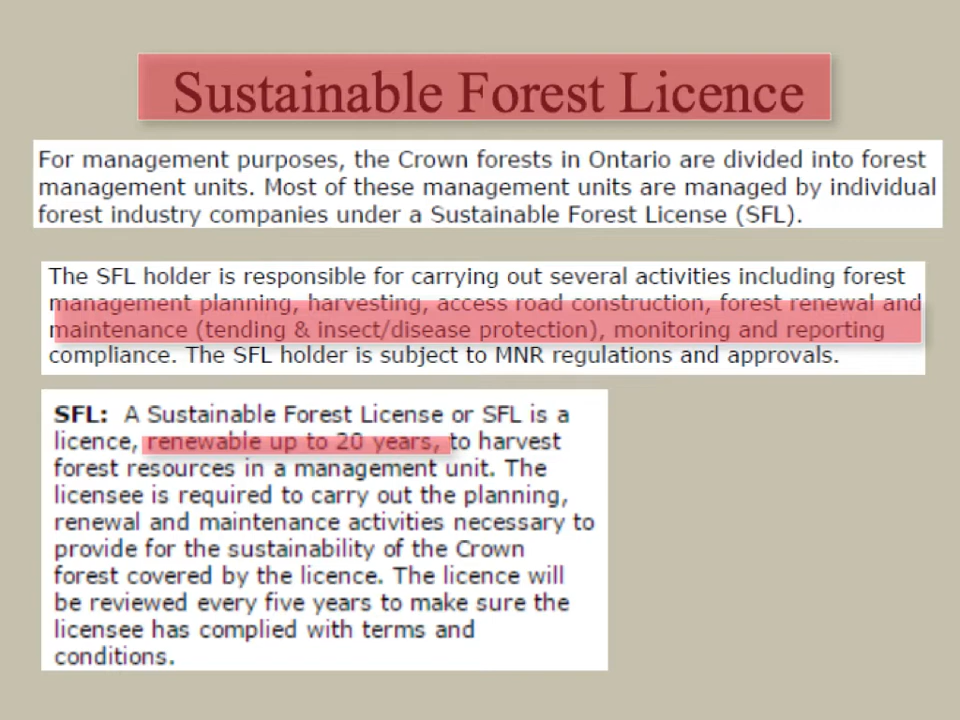 Sustainable Forest Licence
For management purposes, the Crown forests in Ontario are divided into forest
management units. Most of these management units are managed by individual
forest industry companies under a Sustainable Forest License (SFL).
The SFL holder is responsible for carrying out several activities including forest
management planning, harvesting, access road construction, forest renewal and
maintenance (tending & insect/disease protection), monitoring and reporting
compliance. The SFL holder is subject to MNR regulations and approvals.
SFL: A Sustainable Forest License or SFL is a
licence, renewable up to 20 years, to harvest
forest resources in a management unit. The
licensee is required to carry out the planning,
renewal and maintenance activities necessary to
provide for the sustainability of the Crown
forest covered by the licence. The licence will
be reviewed every five years to make sure the
licensee has complied with terms and
conditions.